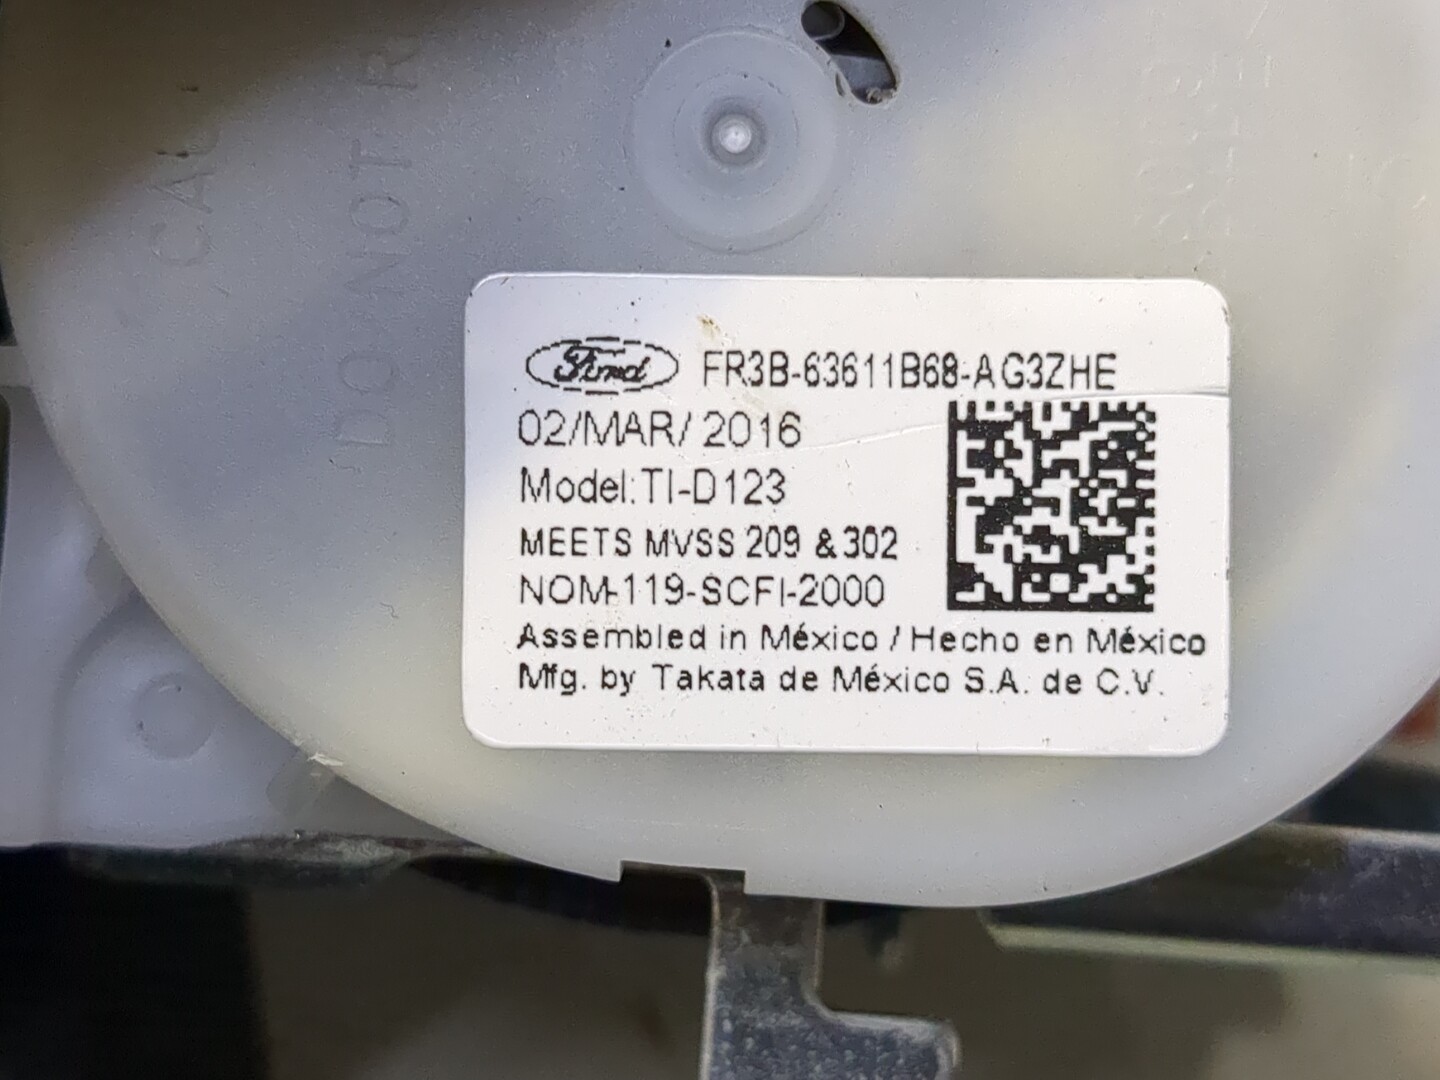 CAU
DO NOT R
Ford FR3B-63611B68-AG3ZHE
02/MAR/ 2016
Model:TI-D123
MEETS MVSS 209 & 302
NOM-119-SCFI-2000
Assembled in México / Hecho en México
Mfg. by Takata de México S.A. de C.V.